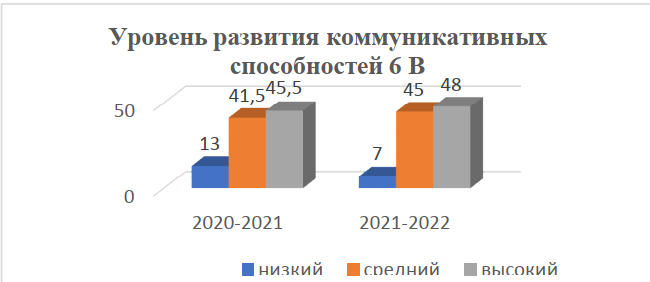 Уровень развития коммуникативных
способностей 6 В
41,5 45,5 45 48
50
13 7
0
2020-2021 2021-2022
низкий средний высокий